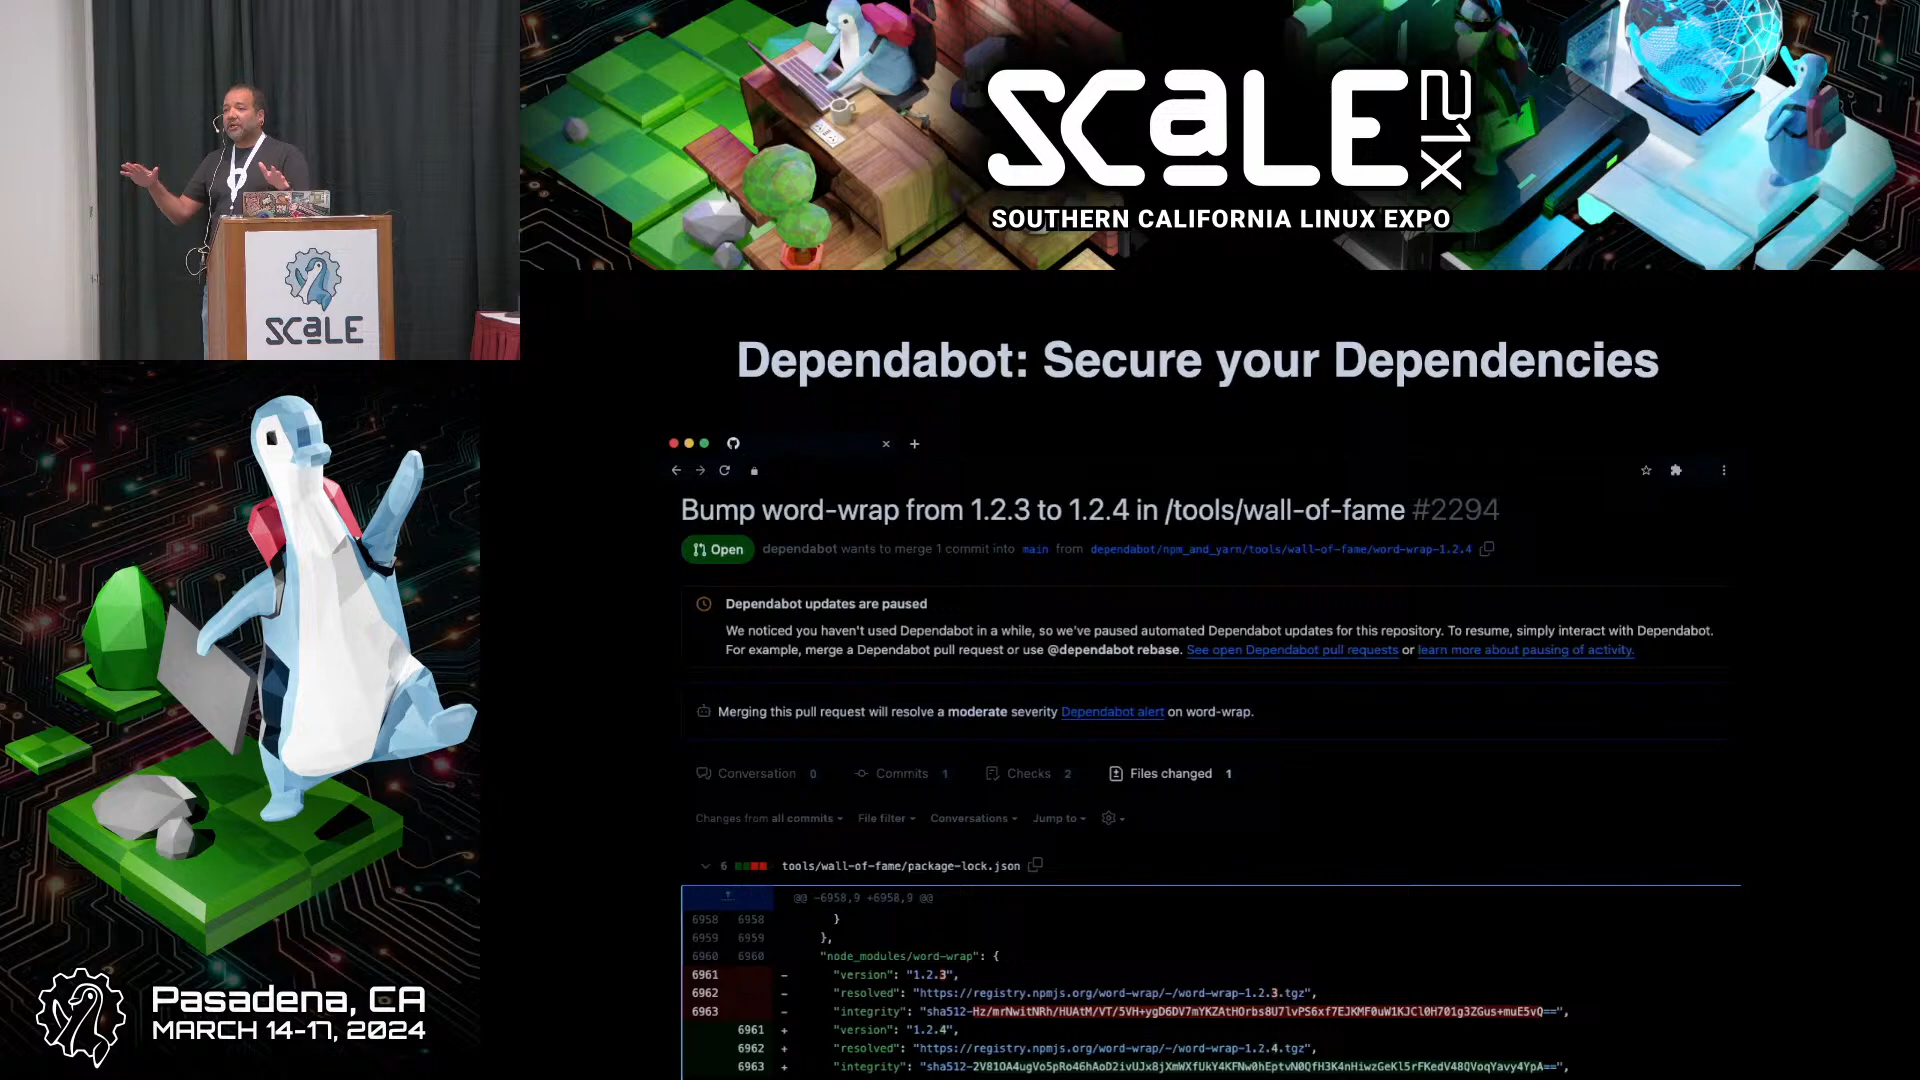 SCaLE 21X
SOUTHERN CALIFORNIA LINUX EXPO
SCaLE
Dependabot: Secure your Dependencies
Bump word-wrap from 1.2.3 to 1.2.4 in /tools/wall-of-fame #2294
Open dependabot wants to merge 1 commit into main from dependabot/npm_and_yarn/tools/wall-of-fame/word-wrap-1.2.4
Dependabot updates are paused
We noticed you haven't used Dependabot in a while, so we've paused automated Dependabot updates for this repository. To resume, simply interact with Dependabot.
For example, merge a Dependabot pull request or use @dependabot rebase. See open Dependabot pull requests or learn more about pausing of activity.
Merging this pull request will resolve a moderate severity Dependabot alert on word-wrap.
Conversation 0 Commits 1 Checks 2 Files changed 1
Changes from all commits File filter Conversations Jump to
6 tools/wall-of-fame/package-lock.json
@@ -6958,9 +6958,9 @@
6958 6958 }
6959 6959 },
6960 6960 "node_modules/word-wrap": {
6961 - "version": "1.2.3",
6962 - "resolved": "https://registry.npmjs.org/word-wrap/-/word-wrap-1.2.3.tgz",
6963 - "integrity": "sha512-
6961 + "version": "1.2.4",
6962 + "resolved": "https://registry.npmjs.org/word-wrap/-/word-wrap-1.2.4.tgz",
6963 + "integrity": "sha512-
Pasadena, CA
MARCH 14-17, 2024